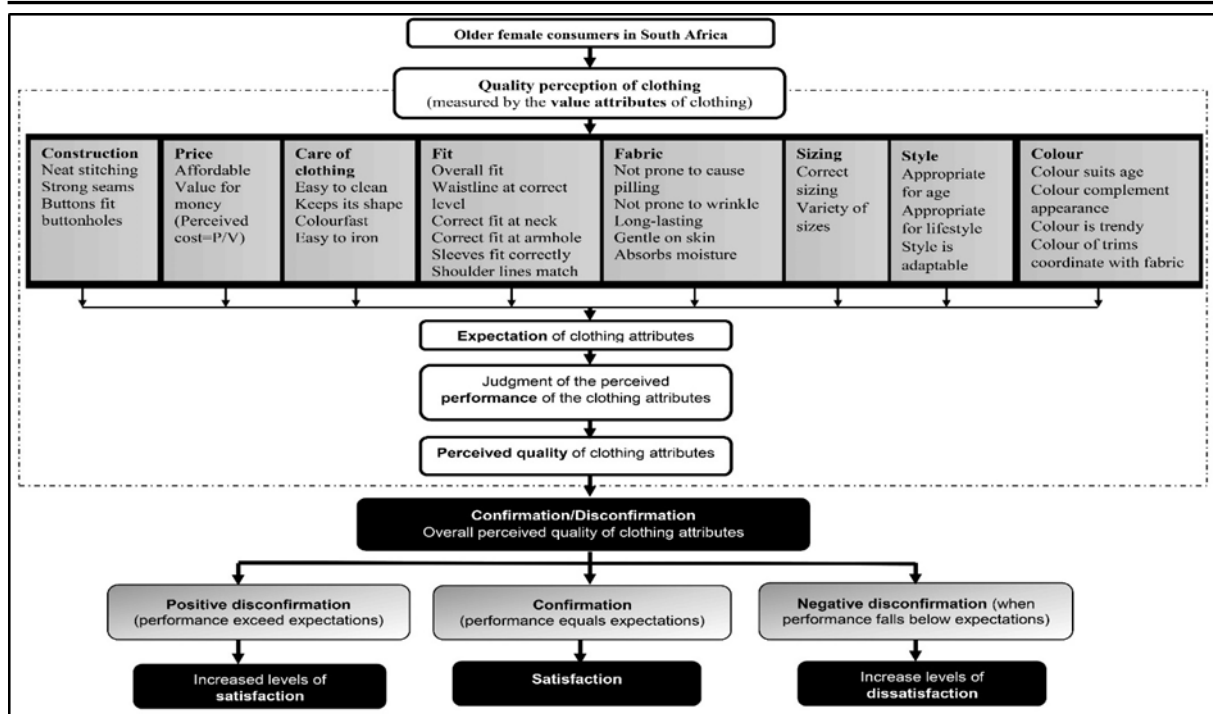 Older female consumers in South Africa
Quality perception of clothing
(measured by the value attributes of clothing)
Construction
Neat stitching
Strong seams
Buttons fit
buttonholes
Price
Affordable
Value for
money
(Perceived
cost=P/V)
Care of
clothing
Easy to clean
Keeps its shape
Colourfast
Easy to iron
Fit
Overall fit
Waistline at correct
level
Correct fit at neck
Correct fit at armhole
Sleeves fit correctly
Shoulder lines match
Fabric
Not prone to cause
pilling
Not prone to wrinkle
Long-lasting
Gentle on skin
Absorbs moisture
Sizing
Correct
sizing
Variety of
sizes
Style
Appropriate
for age
Appropriate
for lifestyle
Style is
adaptable
Colour
Colour suits age
Colour complement
appearance
Colour is trendy
Colour of trims
coordinate with fabric
Expectation of clothing attributes
Judgment of the perceived
performance of the clothing attributes
Perceived quality of clothing attributes
Confirmation/Disconfirmation
Overall perceived quality of clothing attributes
Positive disconfirmation
(performance exceed expectations)
Confirmation
(performance equals expectations)
Negative disconfirmation (when
performance falls below expectations)
Increased levels of
satisfaction
Satisfaction
Increase levels of
dissatisfaction